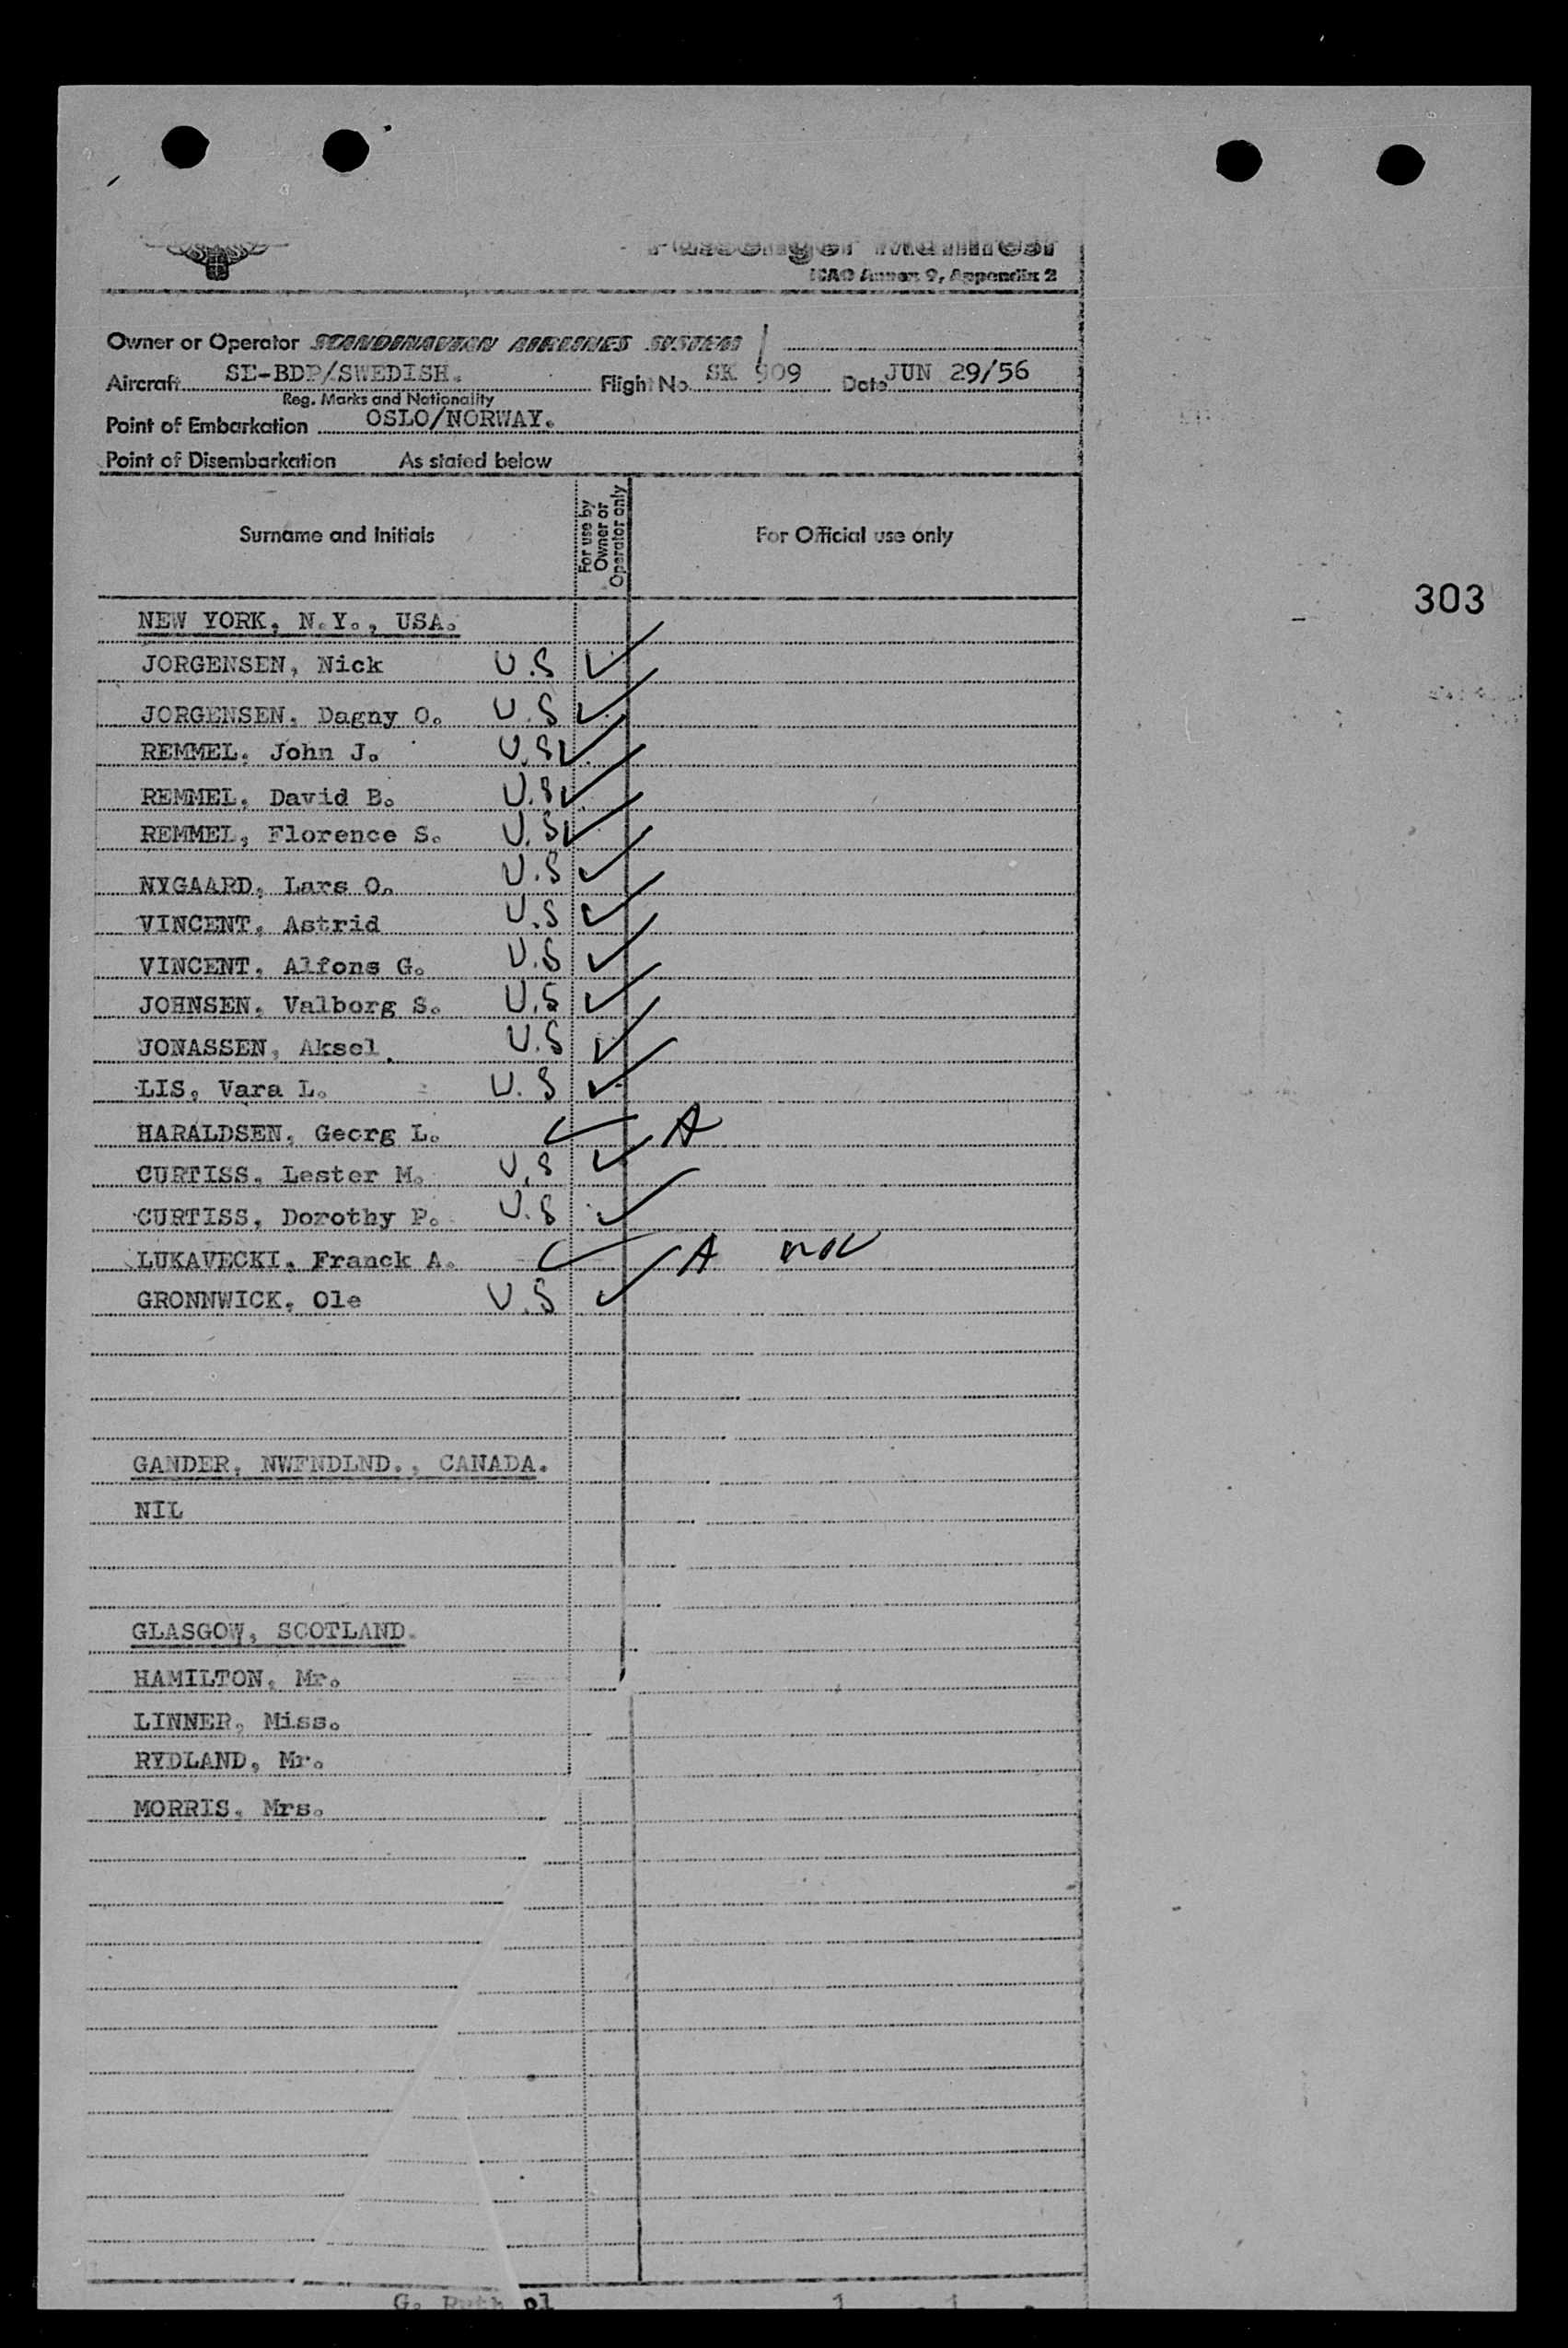 Passenger Manifest
ICAO Annex 9, Appendix 2
Owner or Operator SCANDINAVIAN AIRLINES SYSTEM
Aircraft SE-BDP/SWEDISH. Flight No. SK 909 Date JUN 29/56
Reg. Marks and Nationality
Point of Embarkation OSLO/NORWAY.
Point of Disembarkation As stated below
Surname and Initials For use by Owner or Operator only For Official use only
303
NEW YORK, N.Y., USA.
JORGENSEN, Nick U.S ✓
JORGENSEN, Dagny O. U.S ✓
REMMEL, John J. U.S ✓
REMMEL, David B. U.S ✓
REMMEL, Florence S. U.S ✓
NYGAARD, Lars O. U.S ✓
VINCENT, Astrid U.S ✓
VINCENT, Alfons G. U.S ✓
JOHNSEN, Valborg S. U.S ✓
JONASSEN, Aksel. U.S ✓
LIS, Vara L. U.S ✓
HARALDSEN, Georg L. ✓ A
CURTISS, Lester M. U.S ✓
CURTISS, Dorothy P. U.S ✓
LUKAVECKI, Franck A. ✓ A
GRONNWICK, Ole U.S ✓
GANDER, NWFNDLND., CANADA.
NIL
GLASGOW, SCOTLAND.
HAMILTON, Mr.
LINNER, Miss.
RYDLAND, Mr.
MORRIS, Mrs.
G.